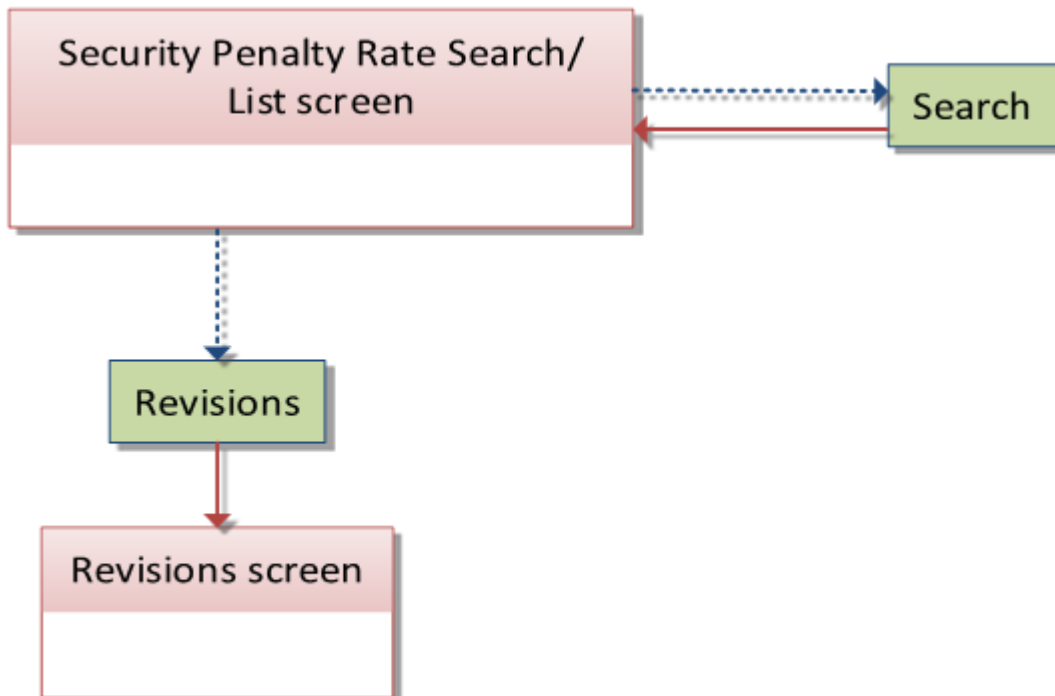 Security Penalty Rate Search/
List screen
Search
Revisions
Revisions screen